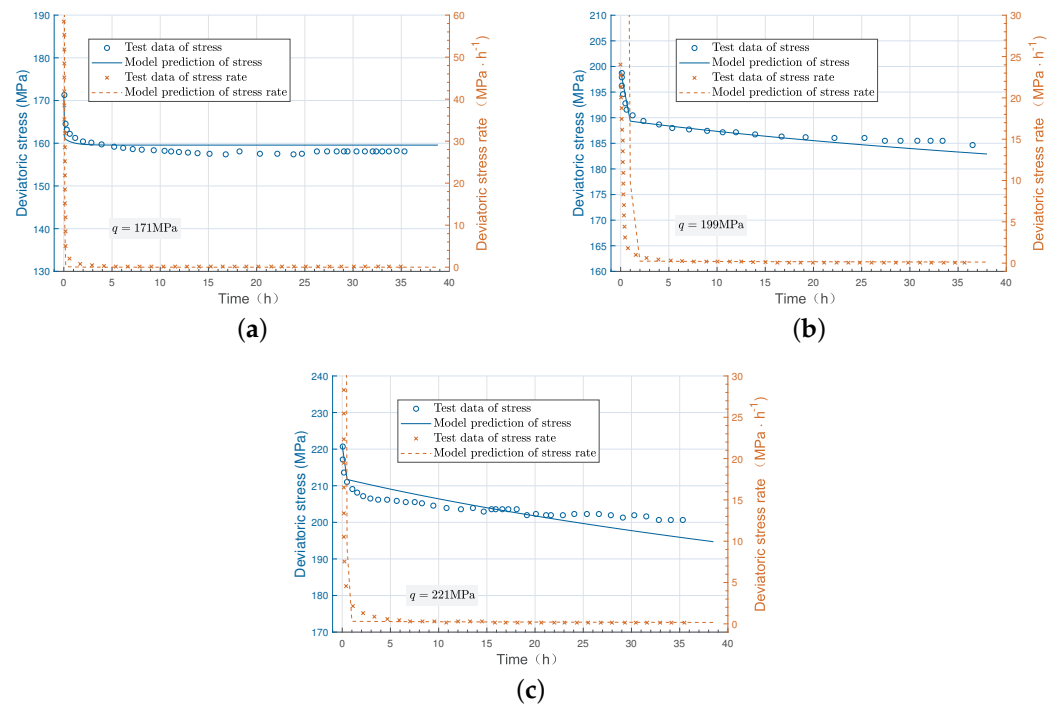 190
180
170
160
150
140
130
Deviatoric stress (MPa)
60
50
40
30
20
10
0
Deviatoric stress rate（MPa · h⁻¹)
Test data of stress
Model prediction of stress
Test data of stress rate
Model prediction of stress rate
q = 171MPa
0 5 10 15 20 25 30 35 40
Time（h）
(a)
210
205
200
195
190
185
180
175
170
165
160
Deviatoric stress (MPa)
30
25
20
15
10
5
0
Deviatoric stress rate（MPa · h⁻¹)
Test data of stress
Model prediction of stress
Test data of stress rate
Model prediction of stress rate
q = 199MPa
0 5 10 15 20 25 30 35 40
Time（h）
(b)
240
230
220
210
200
190
180
170
Deviatoric stress (MPa)
30
25
20
15
10
5
0
Deviatoric stress rate（MPa · h⁻¹)
Test data of stress
Model prediction of stress
Test data of stress rate
Model prediction of stress rate
q = 221MPa
0 5 10 15 20 25 30 35 40
Time（h）
(c)